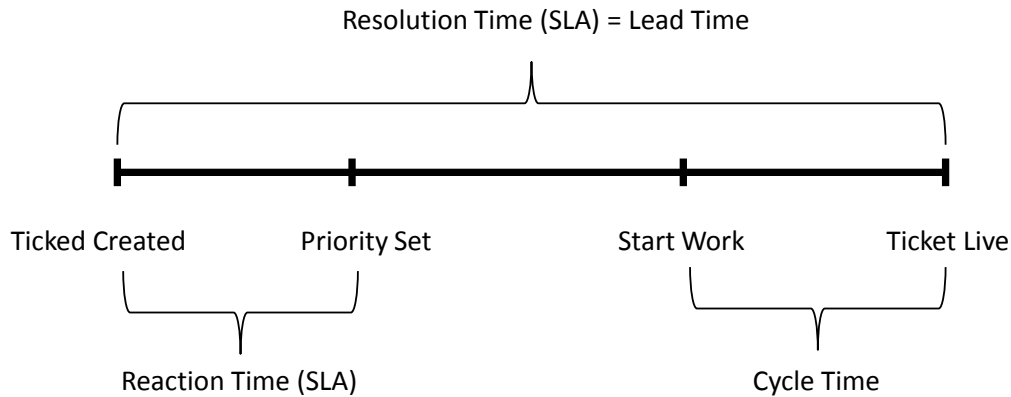 Resolution Time (SLA) = Lead Time
Ticked Created
Priority Set
Start Work
Ticket Live
Reaction Time (SLA)
Cycle Time